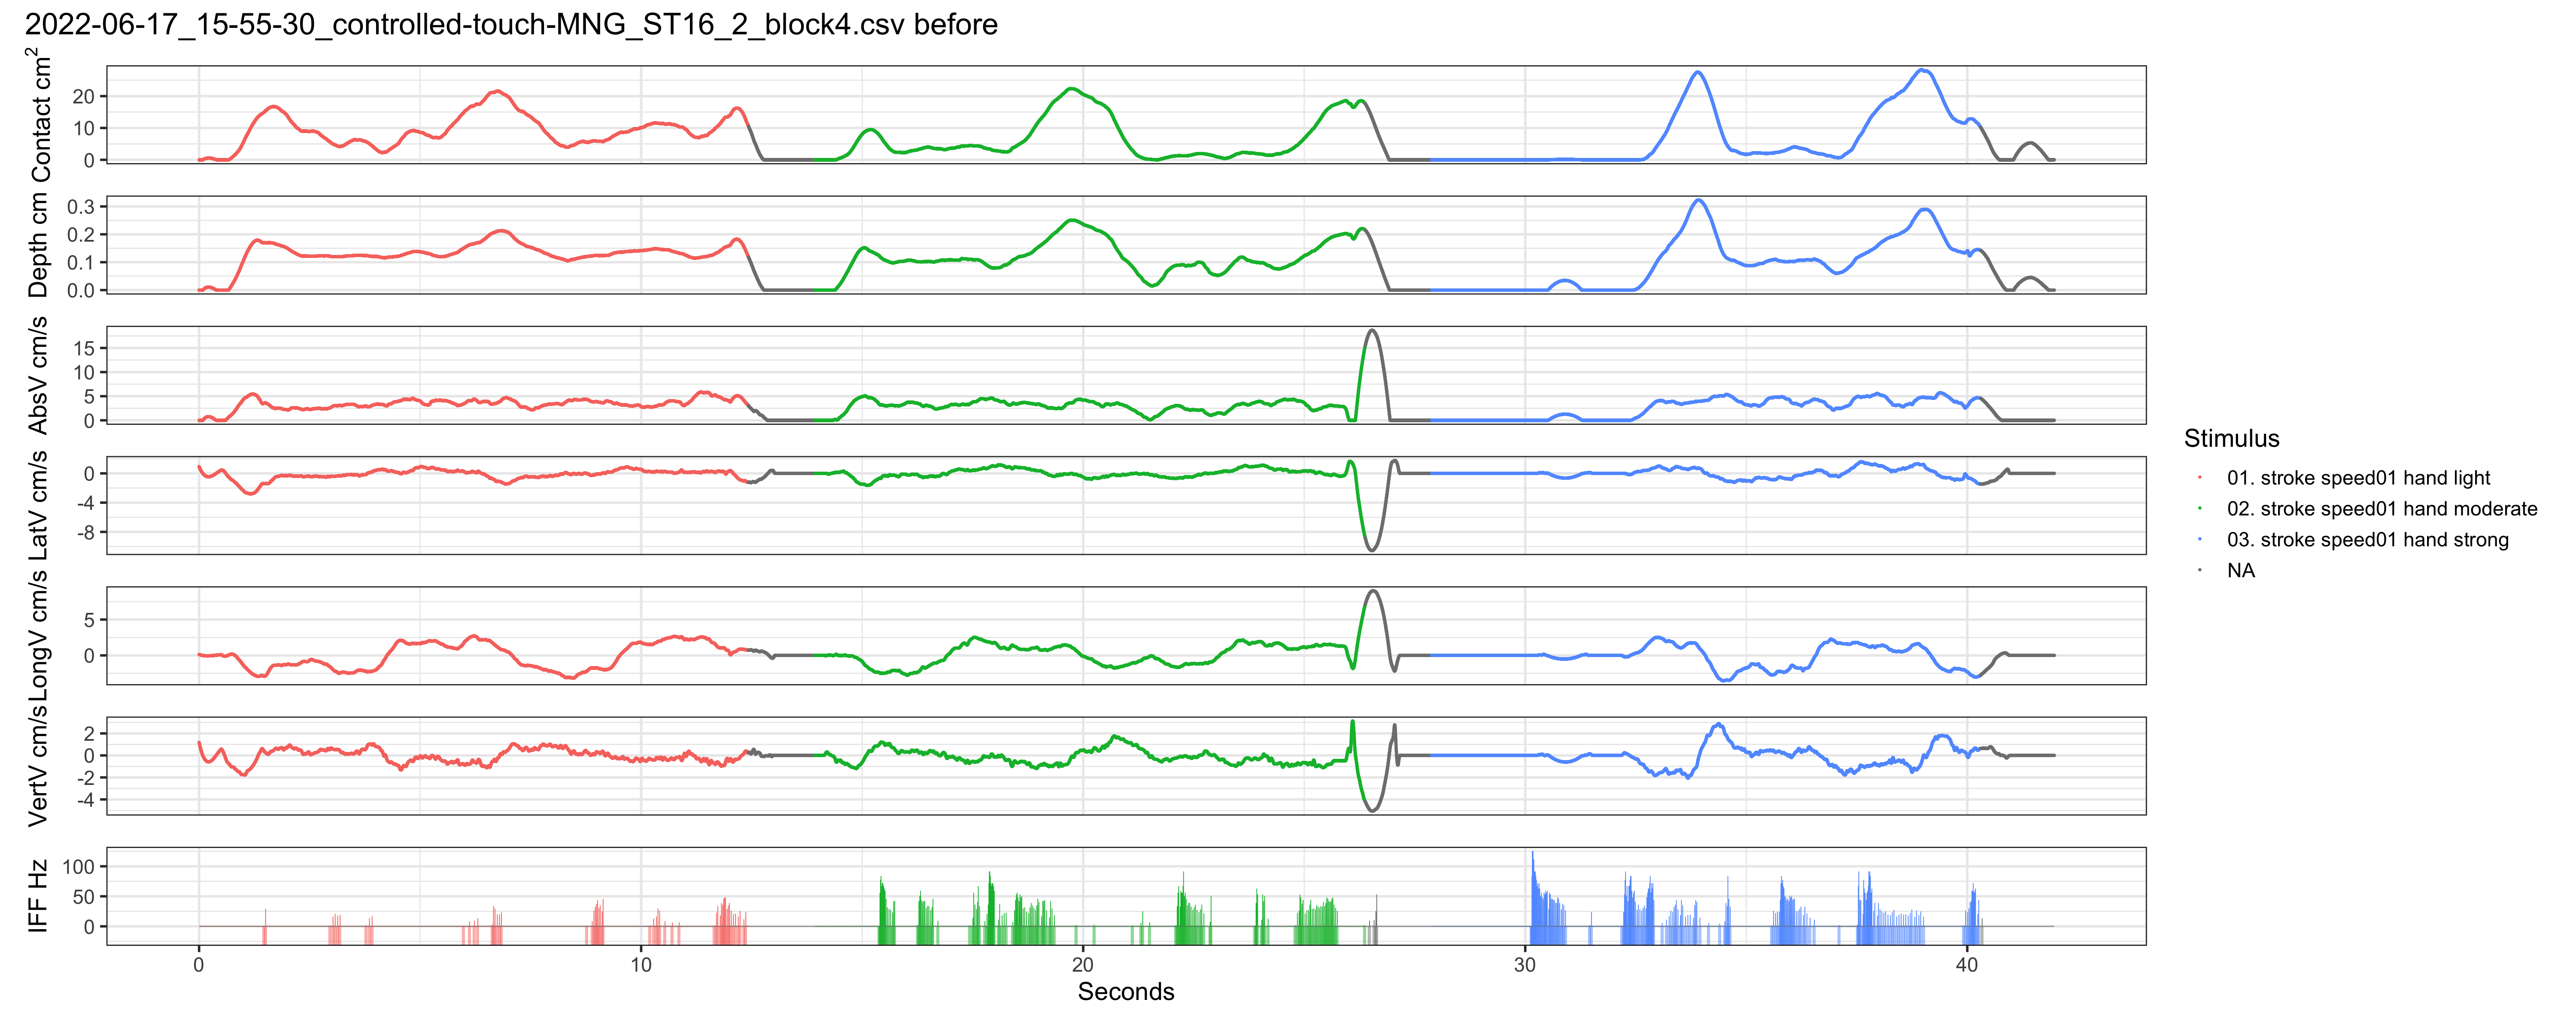 2022-06-17_15-55-30_controlled-touch-MNG_ST16_2_block4.csv before
Contact cm²
20
10
0
Depth cm
0.3
0.2
0.1
0.0
AbsV cm/s
15
10
5
0
LatV cm/s
0
-4
-8
LongV cm/s
5
0
VertV cm/s
2
0
-2
-4
IFF Hz
100
50
0
0 10 20 30 40
Seconds
Stimulus
01. stroke speed01 hand light
02. stroke speed01 hand moderate
03. stroke speed01 hand strong
NA